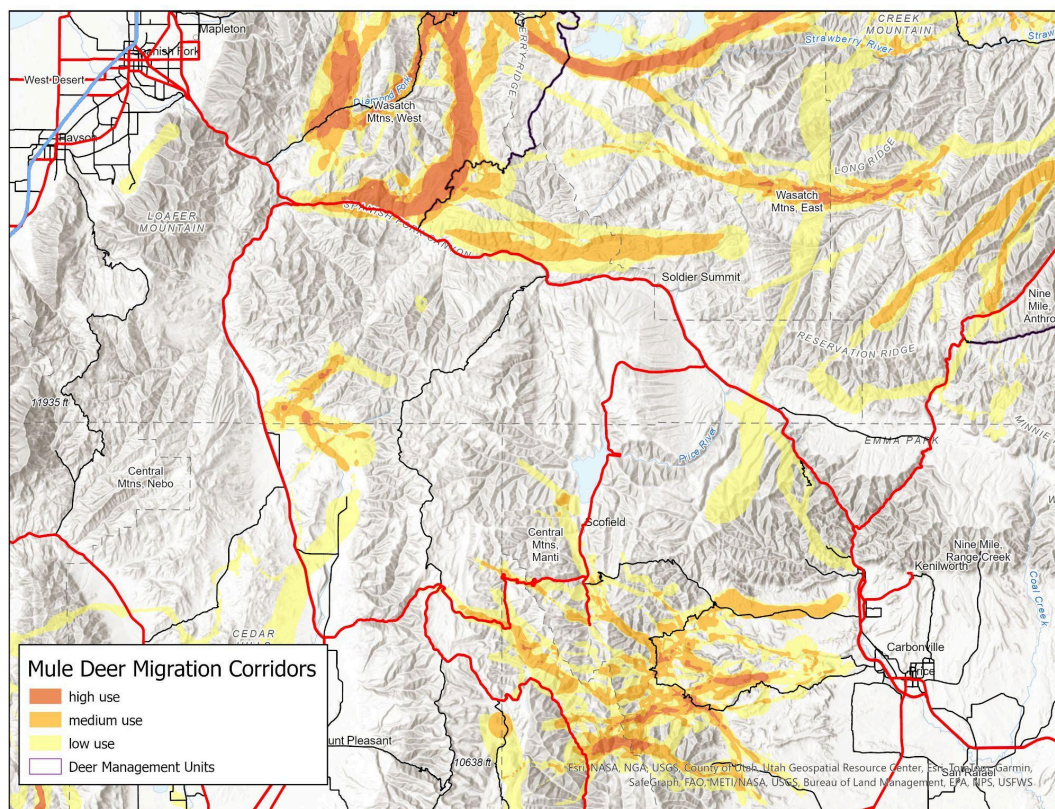 Mapleton
Spanish Fork
West Desert
Payson
Diamond Fork
Wasatch
Mtns, West
CREEK
MOUNTAIN
Strawberry River
LONG RIDGE
Wasatch
Mtns, East
LOAFER
MOUNTAIN
SPANISH FORK CANYON
Soldier Summit
Nine
Mile,
Anthro
RESERVATION RIDGE
11935 ft
EMMA PARK
MINNIE
Price River
Central
Mtns, Nebo
Scofield
Central
Mtns,
Manti
Nine Mile,
Range Creek
Kenilworth
Coal Creek
CEDAR
Carbonville
Mule Deer Migration Corridors
high use
medium use
low use
Deer Management Units
unt Pleasant
10638 ft
San Rafael
Esri, NASA, NGA, USGS, County of Utah, Utah Geospatial Resource Center, Esri, TomTom, Garmin,
SafeGraph, FAO, METI/NASA, USGS, Bureau of Land Management, EPA, NPS, USFWS